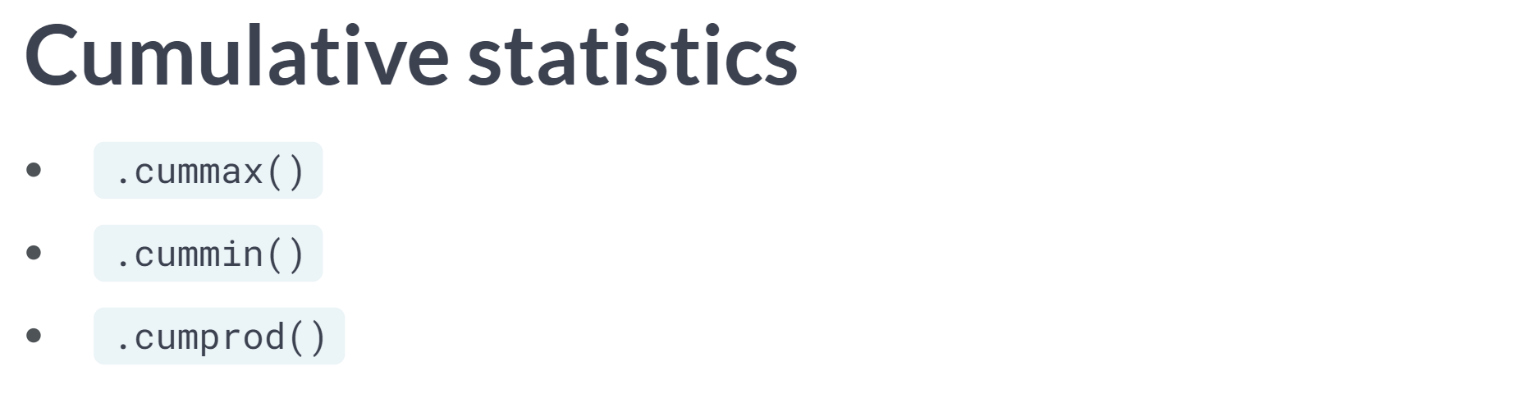 Cumulative statistics
• .cummax()
• .cummin()
• .cumprod()